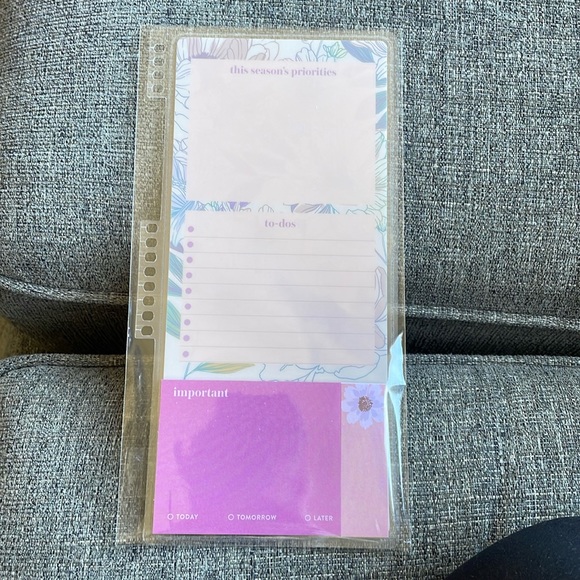 this season's priorities
to-dos
important
TODAY TOMORROW LATER